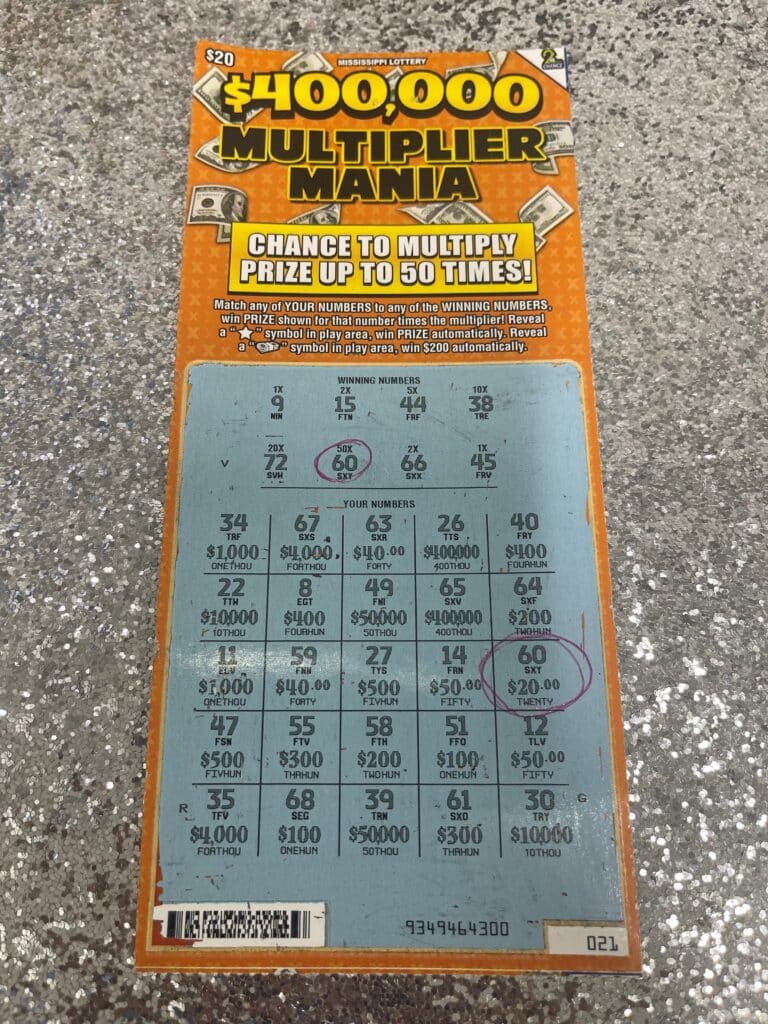 $20
MISSISSIPPI LOTTERY
2nd CHANCE
$400,000
MULTIPLIER
MANIA
CHANCE TO MULTIPLY
PRIZE UP TO 50 TIMES!
Match any of YOUR NUMBERS to any of the WINNING NUMBERS,
win PRIZE shown for that number times the multiplier! Reveal
a " " symbol in play area, win PRIZE automatically. Reveal
a " " symbol in play area, win $200 automatically.
WINNING NUMBERS
1X 2X 5X 10X
9 15 44 38
NIN FTN FRF TRE
20X 50X 2X 1X
V 72 60 66 45
SVW SXY SXX FRV
YOUR NUMBERS
34 67 63 26 40
TRF SXS SXR TTS FRY
$1,000 $4,000 $40.00 $400000 $400
ONETHOU FORTHOU FORTY 400THOU FOURHUN
22 8 49 65 64
TTW EGT FNI SXV SXF
$10,000 $400 $50,000 $400000 $200
10THOU FOURHUN 50THOU 400THOU TWOHUN
11 59 27 14 60
ELV FNN TYS FRN SXY
$1,000 $40.00 $500 $50.00 $20.00
ONETHOU FORTY FIVHUN FIFTY TWENTY
47 55 58 51 12
FSN FTV FTH FFO TLV
$500 $300 $200 $100 $50.00
FIVHUN THRHUN TWOHUN ONEHUN FIFTY
R 35 68 39 61 30 G
TFV SEG TRN SXO TRY
$4,000 $100 $50,000 $300 $10,000
FORTHOU ONEHUN 50THOU THRHUN 10THOU
9349464300
021